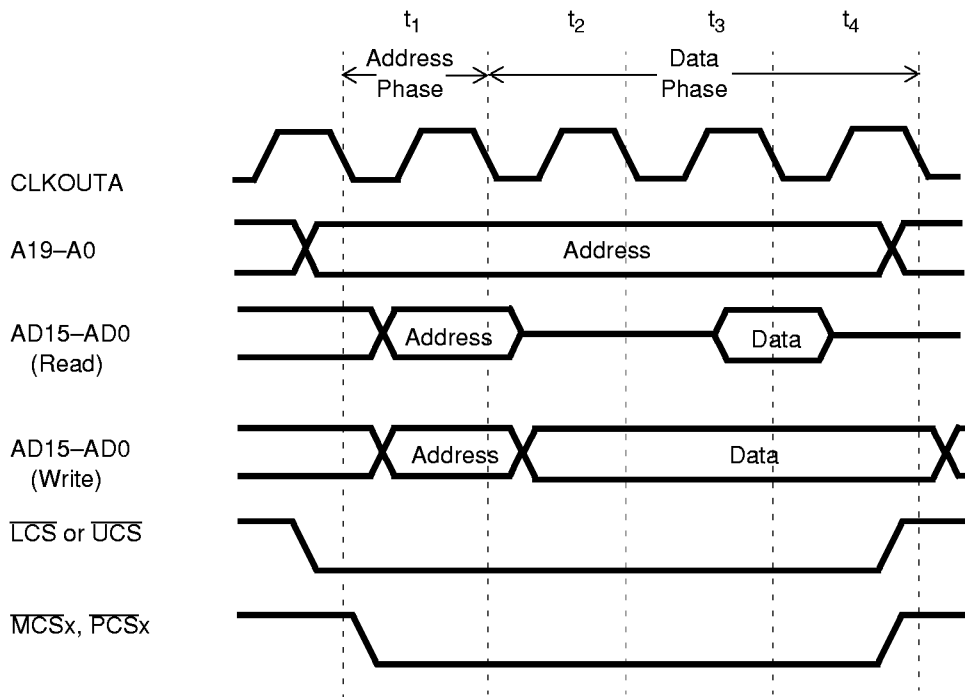 t1 t2 t3 t4
Address Phase
Data Phase
CLKOUTA
A19–A0
Address
AD15–AD0
(Read)
Address
Data
AD15–AD0
(Write)
Address
Data
LCS or UCS
MCSx, PCSx